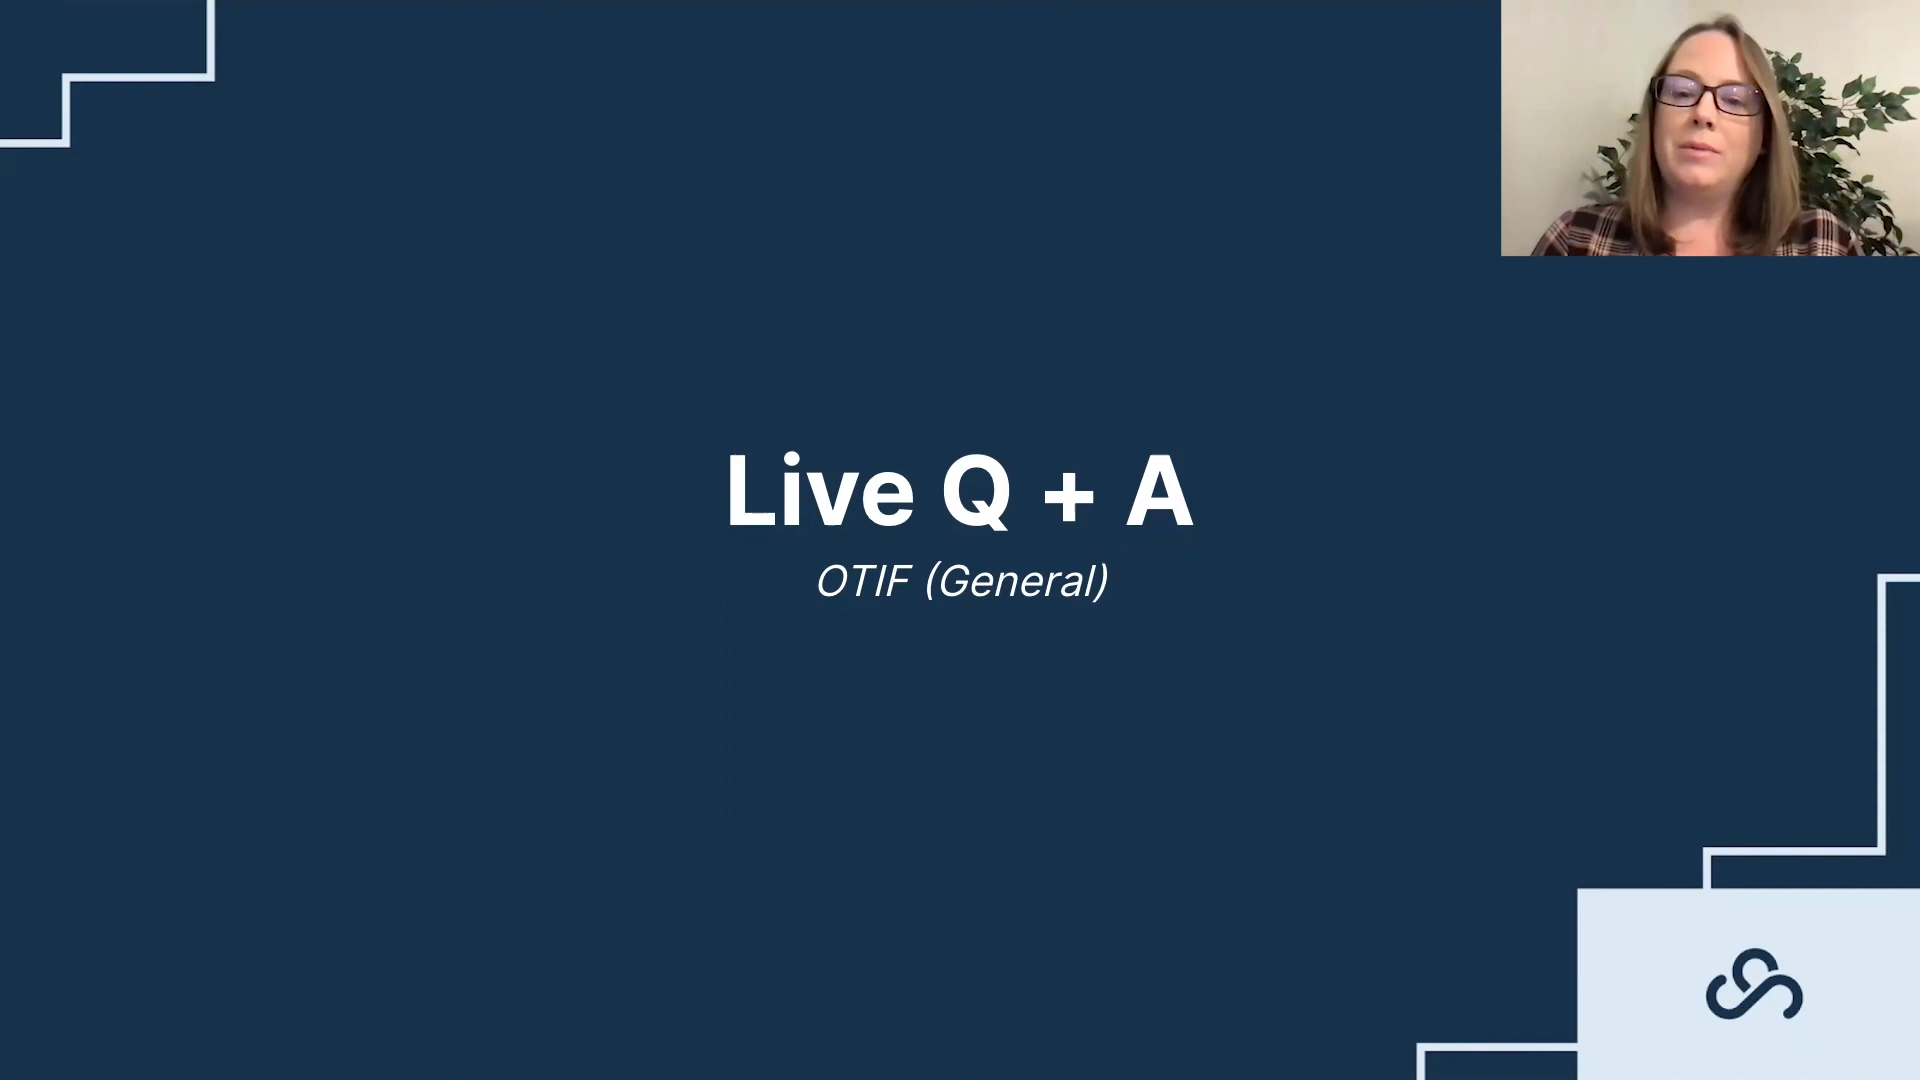 Live Q + A
OTIF (General)